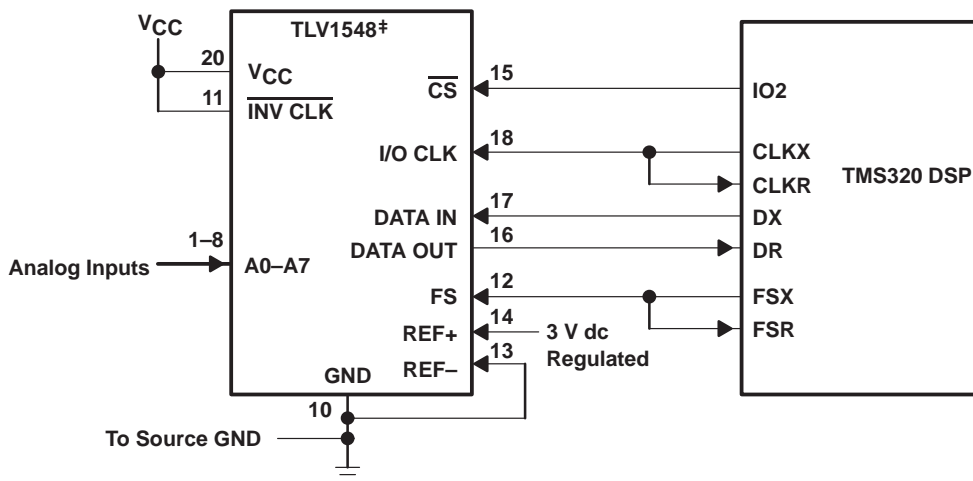 VCC
TLV1548‡
20
VCC
11
INV CLK
CS
15
IO2
I/O CLK
18
CLKX
CLKR
TMS320 DSP
DATA IN
17
DX
DATA OUT
16
DR
1–8
Analog Inputs
A0–A7
FS
12
FSX
FSR
REF+
14
3 V dc
Regulated
REF–
13
GND
10
To Source GND